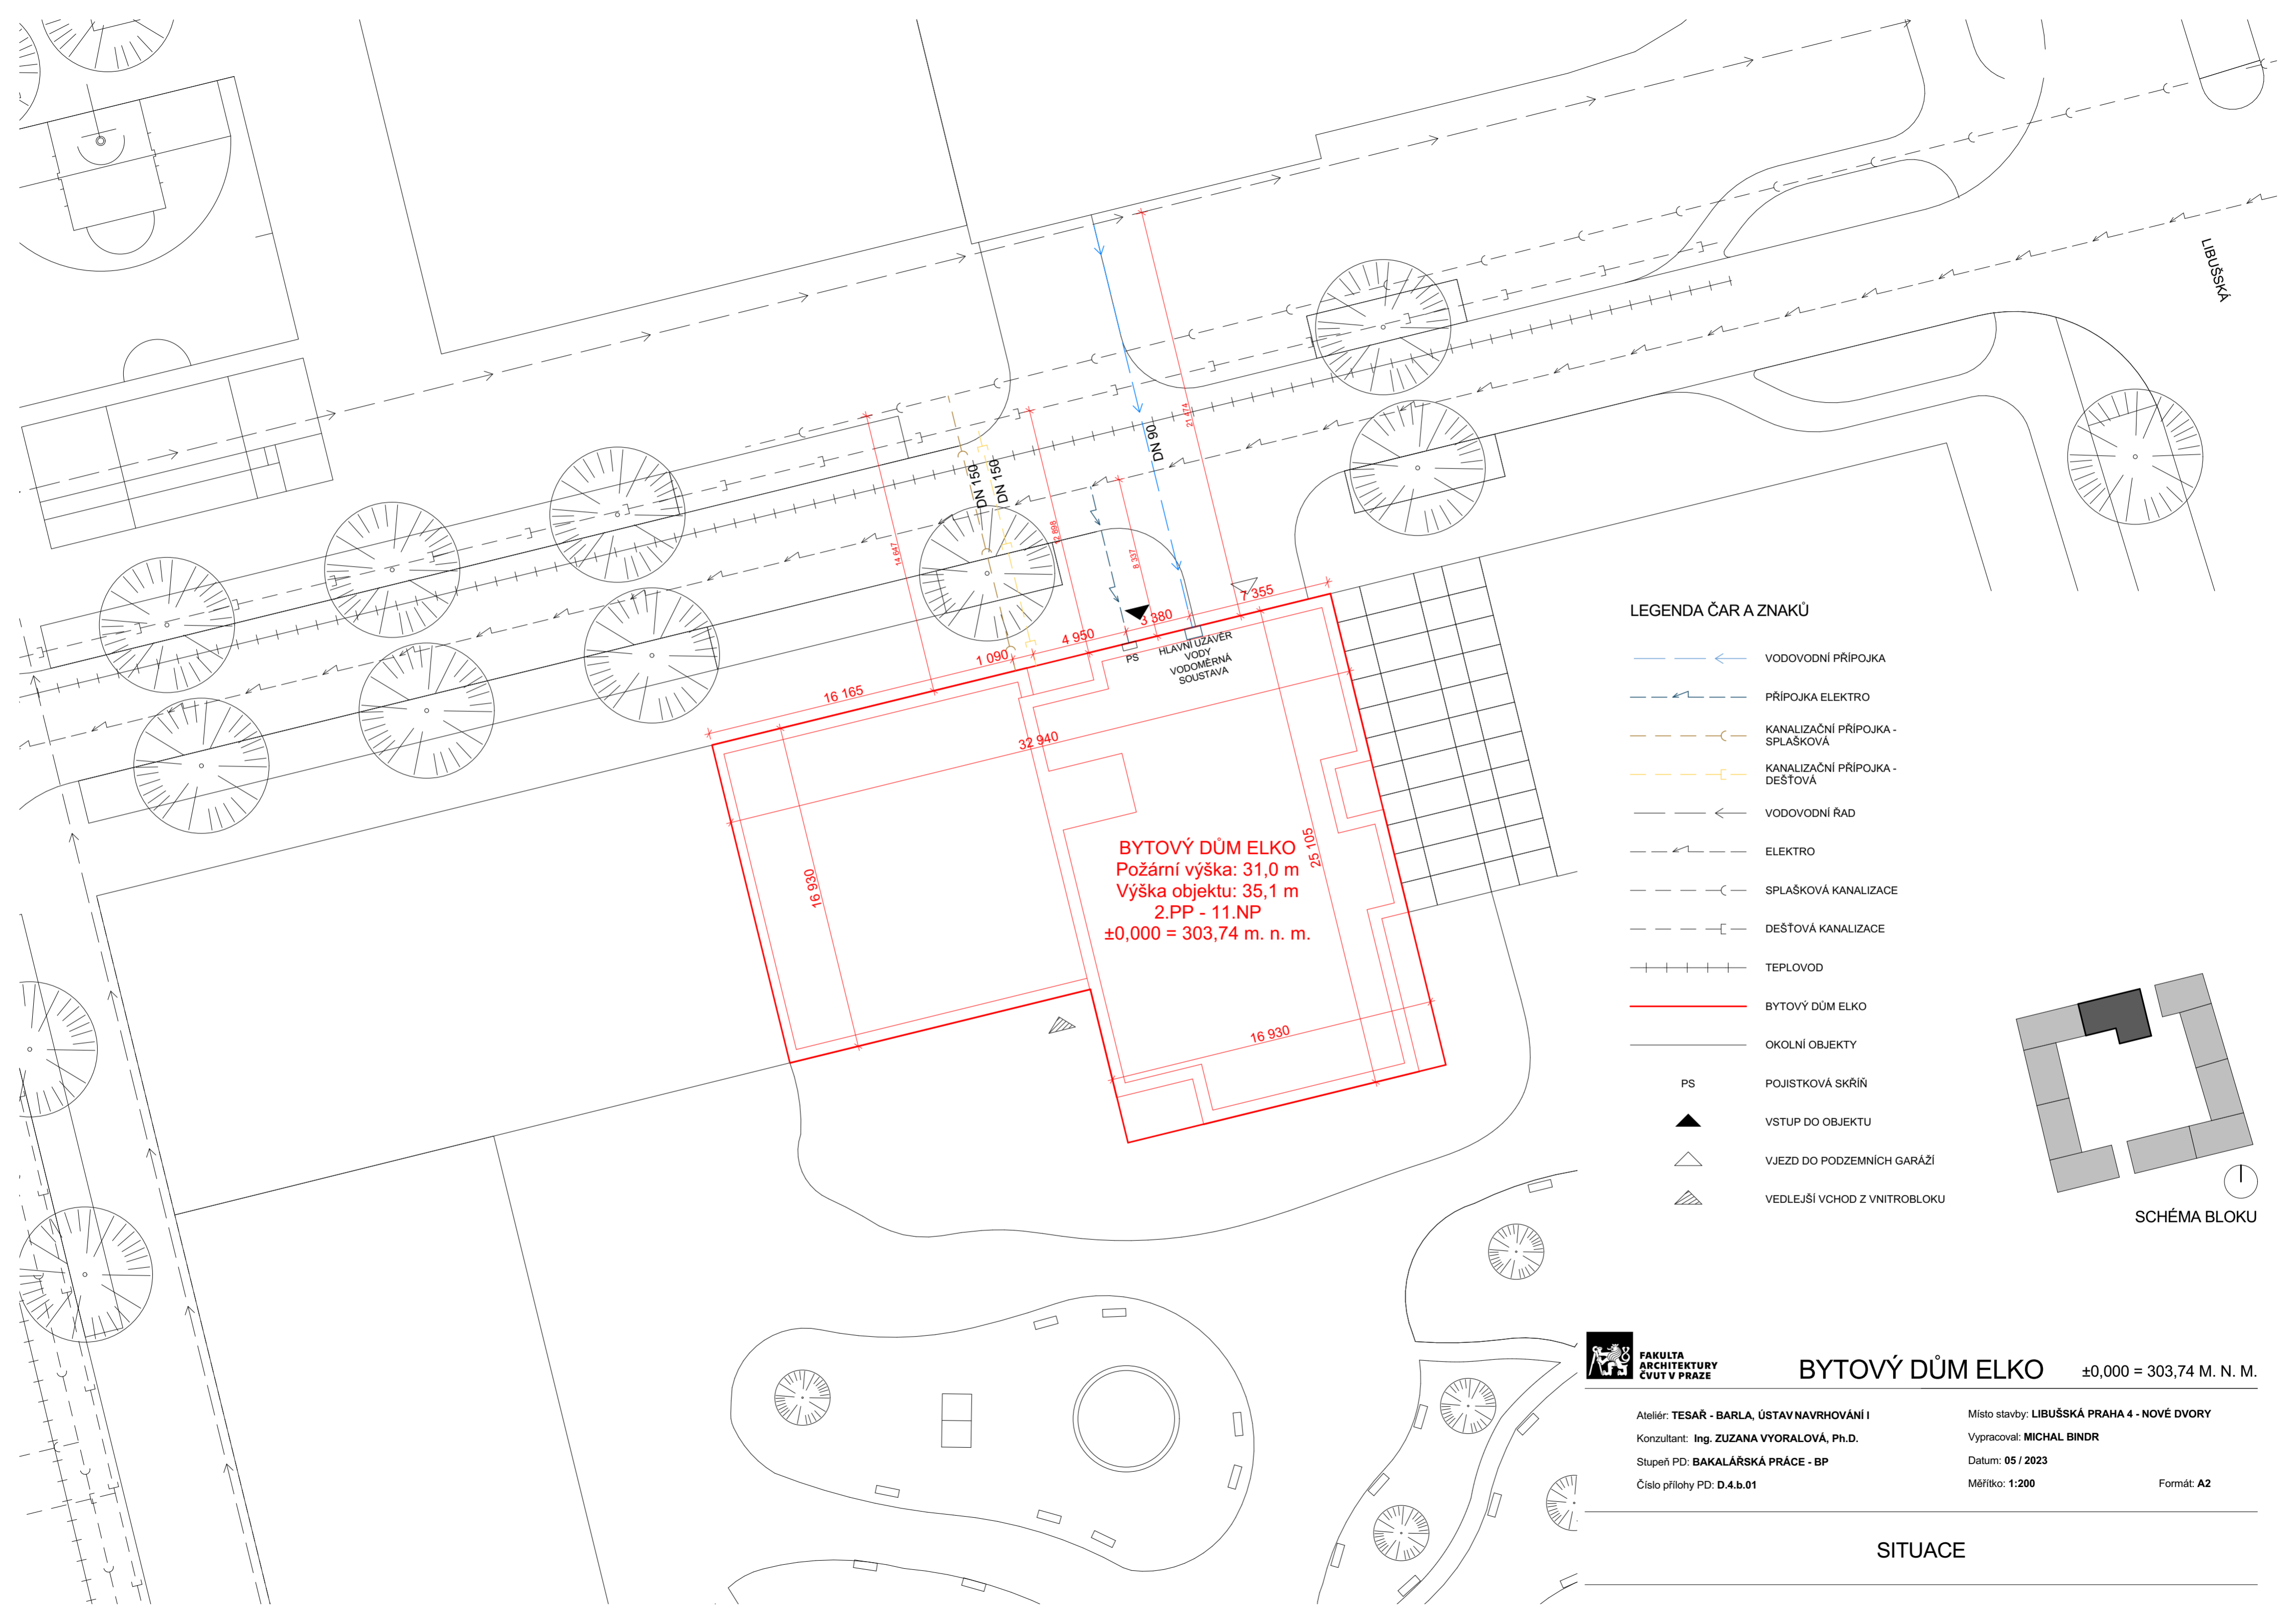 LIBUŠSKÁ
DN 90
21 474
DN 150
DN 150
14 647
12 898
8 337
7 355
3 380
4 950
1 090
16 165
PS
HLAVNÍ UZÁVĚR
VODY
VODOMĚRNÁ
SOUSTAVA
32 940
16 930
25 105
BYTOVÝ DŮM ELKO
Požární výška: 31,0 m
Výška objektu: 35,1 m
2.PP - 11.NP
±0,000 = 303,74 m. n. m.
16 930
LEGENDA ČAR A ZNAKŮ
VODOVODNÍ PŘÍPOJKA
PŘÍPOJKA ELEKTRO
KANALIZAČNÍ PŘÍPOJKA -
SPLAŠKOVÁ
KANALIZAČNÍ PŘÍPOJKA -
DEŠŤOVÁ
VODOVODNÍ ŘAD
ELEKTRO
SPLAŠKOVÁ KANALIZACE
DEŠŤOVÁ KANALIZACE
TEPLOVOD
BYTOVÝ DŮM ELKO
OKOLNÍ OBJEKTY
PS POJISTKOVÁ SKŘÍŇ
VSTUP DO OBJEKTU
VJEZD DO PODZEMNÍCH GARÁŽÍ
VEDLEJŠÍ VCHOD Z VNITROBLOKU
SCHÉMA BLOKU
FAKULTA
ARCHITEKTURY
ČVUT V PRAZE
BYTOVÝ DŮM ELKO ±0,000 = 303,74 M. N. M.
Ateliér: TESAŘ - BARLA, ÚSTAV NAVRHOVÁNÍ I
Konzultant: Ing. ZUZANA VYORALOVÁ, Ph.D.
Stupeň PD: BAKALÁŘSKÁ PRÁCE - BP
Číslo přílohy PD: D.4.b.01
Místo stavby: LIBUŠSKÁ PRAHA 4 - NOVÉ DVORY
Vypracoval: MICHAL BINDR
Datum: 05 / 2023
Měřítko: 1:200 Formát: A2
SITUACE